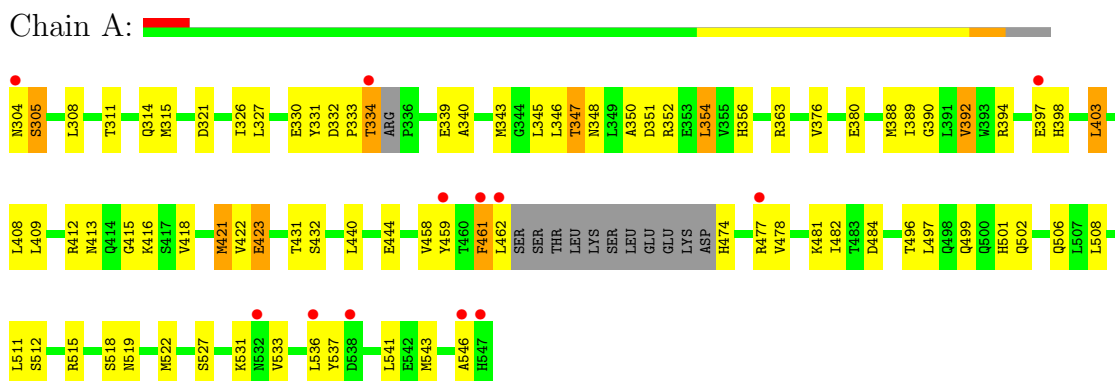 Chain A:
N304 S305 L308 T311 Q314 M315 D321 I326 L327 E330 Y331 D332 P333 T334 ARG P336 E339 A340 M343 G344 L345 L346 T347 N348 L349 A350 D351 R352 E353 L354 V355 H356 R363 V376 E380 M388 I389 G390 L391 V392 W393 R394 E397 H398 L403
L408 L409 R412 N413 Q414 G415 K416 S417 V418 M421 V422 E423 T431 S432 L440 E444 V458 Y459 T460 F461 L462 SER SER THR LEU LYS SER LEU GLU GLU LYS ASP H474 R477 V478 K481 I482 T483 D484 T496 L497 Q498 Q499 Q500 H501 Q502 Q506 L507 L508
L511 S512 R515 S518 N519 M522 S527 K531 N532 V533 L536 Y537 D538 L541 E542 M543 A546 H547